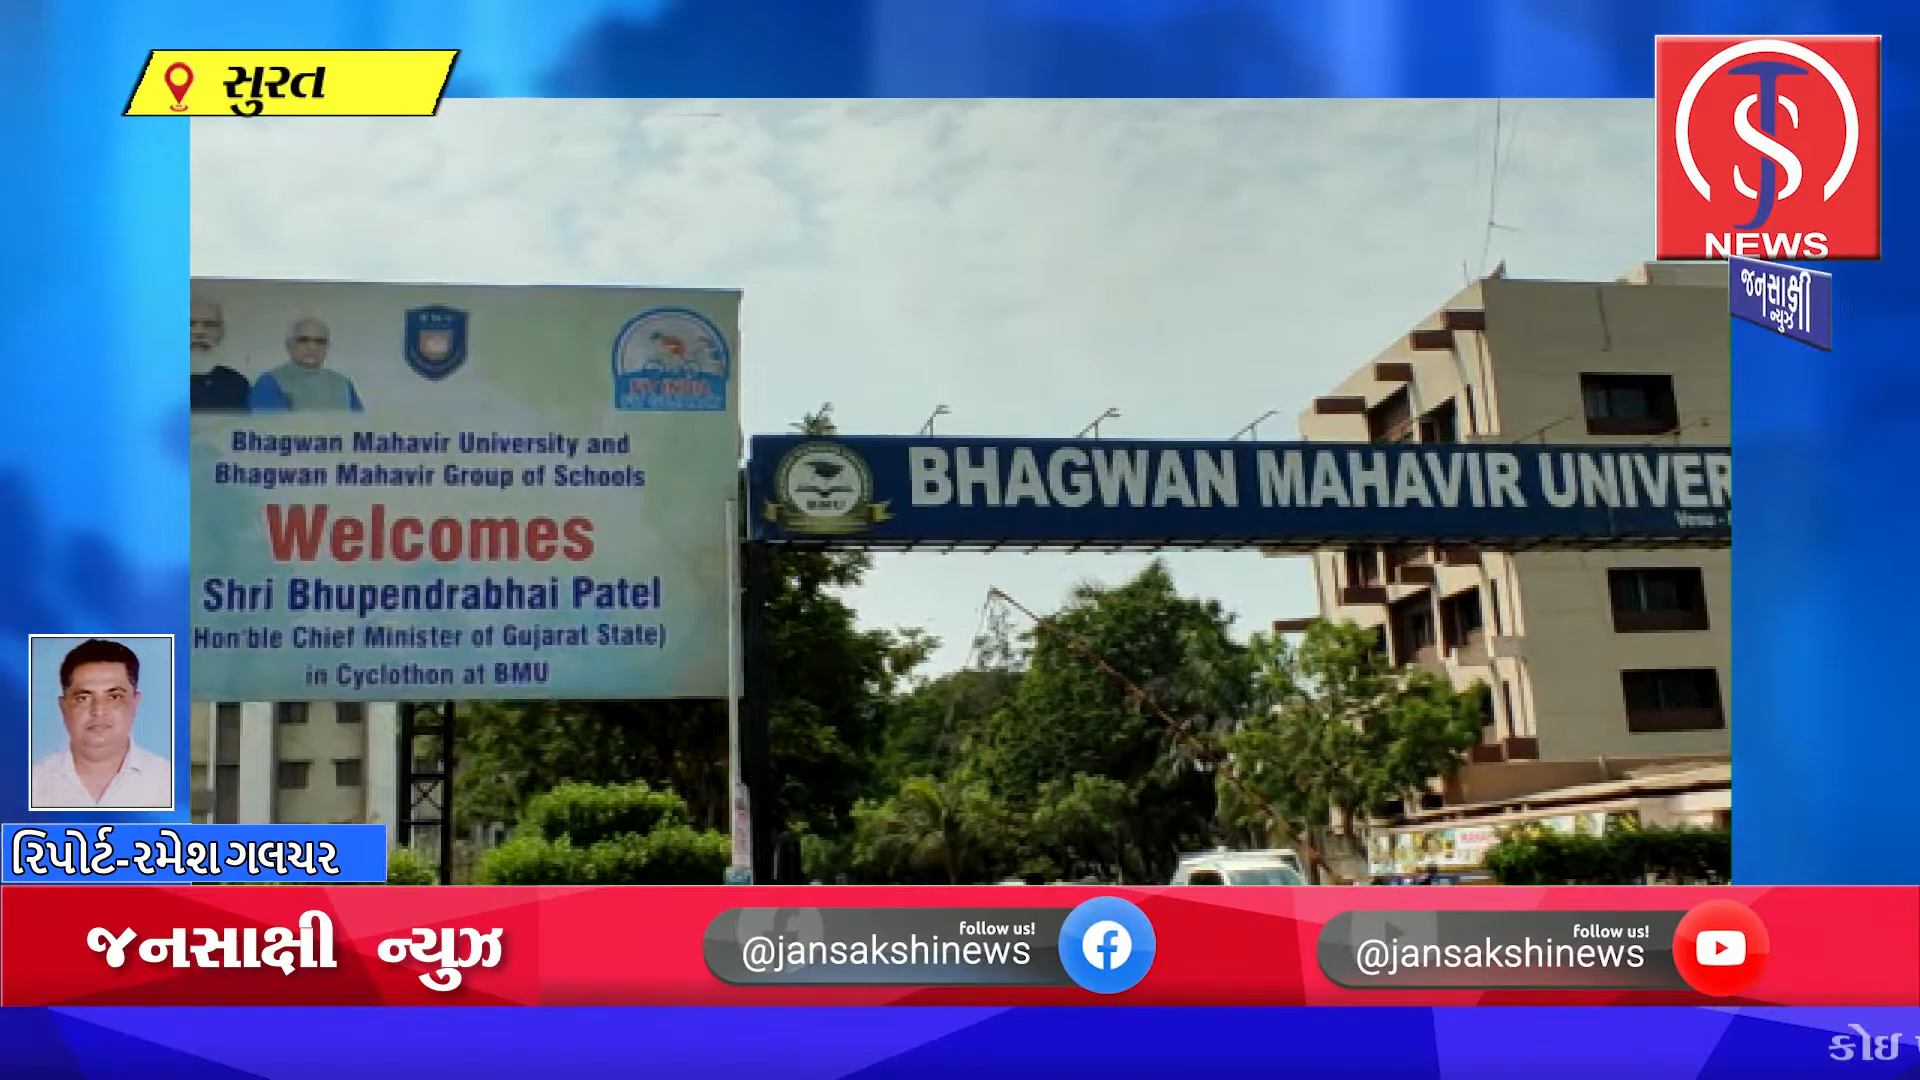 સુરત
NEWS
જનસાક્ષી
ન્યુઝ
BMU
Bhagwan Mahavir University and
Bhagwan Mahavir Group of Schools
Welcomes
Shri Bhupendrabhai Patel
Hon'ble Chief Minister of Gujarat State)
in Cyclothon at BMU
BHAGWAN MAHAVIR UNIVER
રિપોર્ટ-રમેશ ગલચર
જનસાક્ષી ન્યુઝ
follow us!
@jansakshinews
follow us!
@jansakshinews
કોઇ